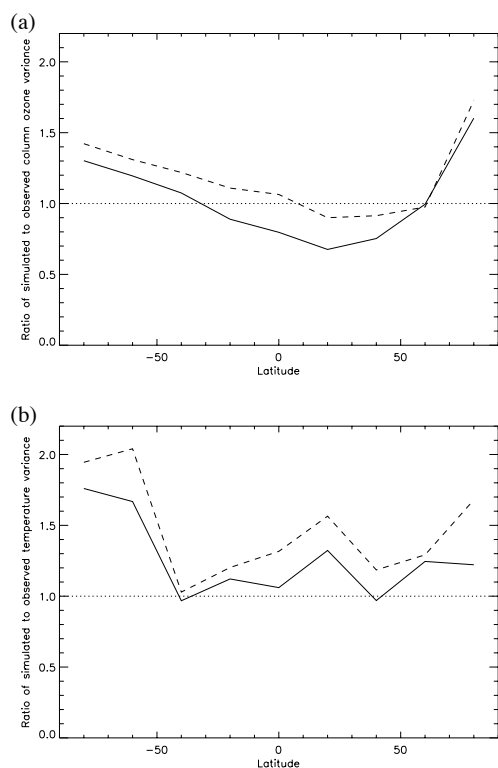 (a)
Ratio of simulated to observed column ozone variance
2.0
1.5
1.0
0.5
0.0
−50 0 50
Latitude
(b)
Ratio of simulated to observed temperature variance
2.0
1.5
1.0
0.5
0.0
−50 0 50
Latitude